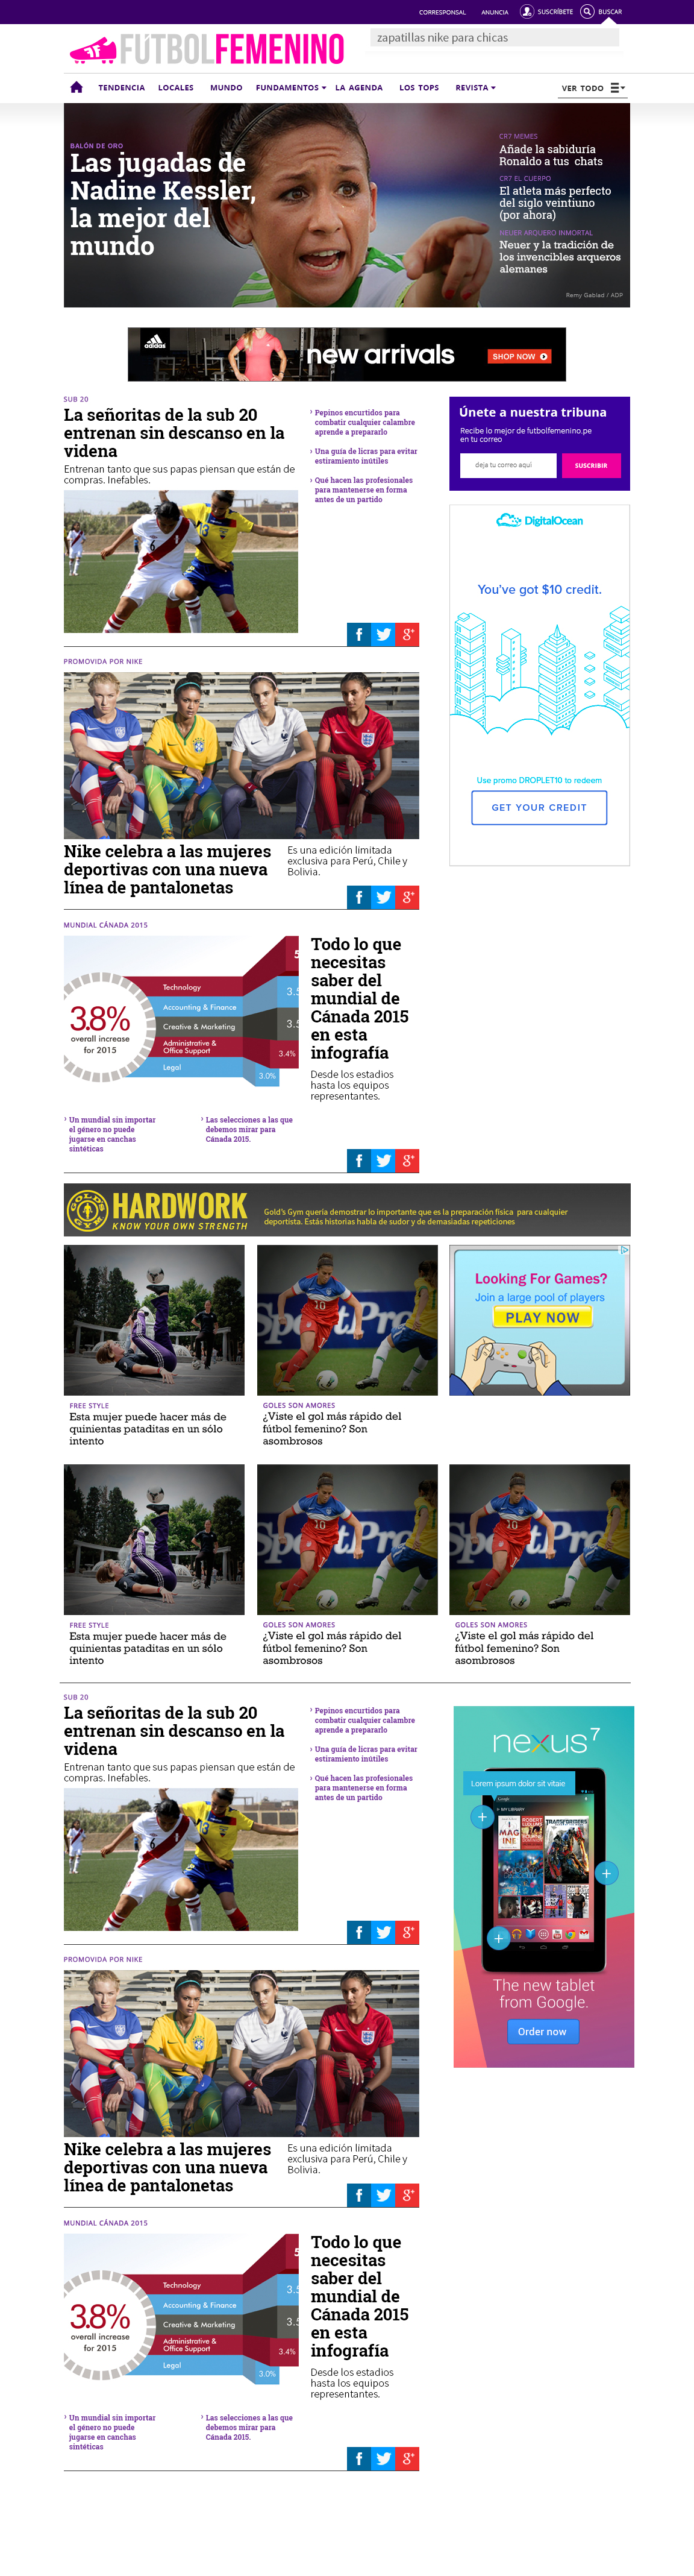 CORRESPONSAL
ANUNCIA
SUSCRÍBETE
BUSCAR
FÚTBOLFEMENINO
zapatillas nike para chicas
TENDENCIA
LOCALES
MUNDO
FUNDAMENTOS
LA AGENDA
LOS TOPS
REVISTA
VER TODO
BALÓN DE ORO
Las jugadas de
Nadine Kessler,
la mejor del
mundo
CR7 MEMES
Añade la sabiduría
Ronaldo a tus chats
CR7 EL CUERPO
El atleta más perfecto
del siglo veintiuno
(por ahora)
NEUER ARQUERO INMORTAL
Neuer y la tradición de
los invencibles arqueros
alemanes
Remy Gabalad / ADP
adidas
new arrivals
SHOP NOW
SUB 20
La señoritas de la sub 20
entrenan sin descanso en la
videna
Entrenan tanto que sus papas piensan que están de
compras. Inefables.
Pepinos encurtidos para
combatir cualquier calambre
aprende a prepararlo
Una guía de licras para evitar
estiramiento inútiles
Qué hacen las profesionales
para mantenerse en forma
antes de un partido
Únete a nuestra tribuna
Recibe lo mejor de futbolfemenino.pe
en tu correo
deja tu correo aquí
SUSCRIBIR
DigitalOcean
You've got $10 credit.
Use promo DROPLET10 to redeem
GET YOUR CREDIT
PROMOVIDA POR NIKE
Nike celebra a las mujeres
deportivas con una nueva
línea de pantalonetas
Es una edición limitada
exclusiva para Perú, Chile y
Bolivia.
MUNDIAL CÁNADA 2015
3.8%
overall increase
for 2015
Technology
Accounting & Finance
Creative & Marketing
Administrative &
Office Support
Legal
5
3.5
3.5
3.4%
3.0%
Todo lo que
necesitas
saber del
mundial de
Cánada 2015
en esta
infografía
Desde los estadios
hasta los equipos
representantes.
Un mundial sin importar
el género no puede
jugarse en canchas
sintéticas
Las selecciones a las que
debemos mirar para
Cánada 2015.
HARDWORK
KNOW YOUR OWN STRENGTH
Gold's Gym quería demostrar lo importante que es la preparación física para cualquier
deportista. Estás historias habla de sudor y de demasiadas repeticiones
Looking For Games?
Join a large pool of players
PLAY NOW
FREE STYLE
Esta mujer puede hacer más de
quinientas pataditas en un sólo
intento
GOLES SON AMORES
¿Viste el gol más rápido del
fútbol femenino? Son
asombrosos
FREE STYLE
Esta mujer puede hacer más de
quinientas pataditas en un sólo
intento
GOLES SON AMORES
¿Viste el gol más rápido del
fútbol femenino? Son
asombrosos
GOLES SON AMORES
¿Viste el gol más rápido del
fútbol femenino? Son
asombrosos
SUB 20
La señoritas de la sub 20
entrenan sin descanso en la
videna
Entrenan tanto que sus papas piensan que están de
compras. Inefables.
Pepinos encurtidos para
combatir cualquier calambre
aprende a prepararlo
Una guía de licras para evitar
estiramiento inútiles
Qué hacen las profesionales
para mantenerse en forma
antes de un partido
nexus 7
Lorem ipsum dolor sit vitaie
MY LIBRARY
The new tablet
from Google.
Order now
PROMOVIDA POR NIKE
Nike celebra a las mujeres
deportivas con una nueva
línea de pantalonetas
Es una edición limitada
exclusiva para Perú, Chile y
Bolivia.
MUNDIAL CÁNADA 2015
3.8%
overall increase
for 2015
Technology
Accounting & Finance
Creative & Marketing
Administrative &
Office Support
Legal
5
3.5
3.5
3.4%
3.0%
Todo lo que
necesitas
saber del
mundial de
Cánada 2015
en esta
infografía
Desde los estadios
hasta los equipos
representantes.
Un mundial sin importar
el género no puede
jugarse en canchas
sintéticas
Las selecciones a las que
debemos mirar para
Cánada 2015.